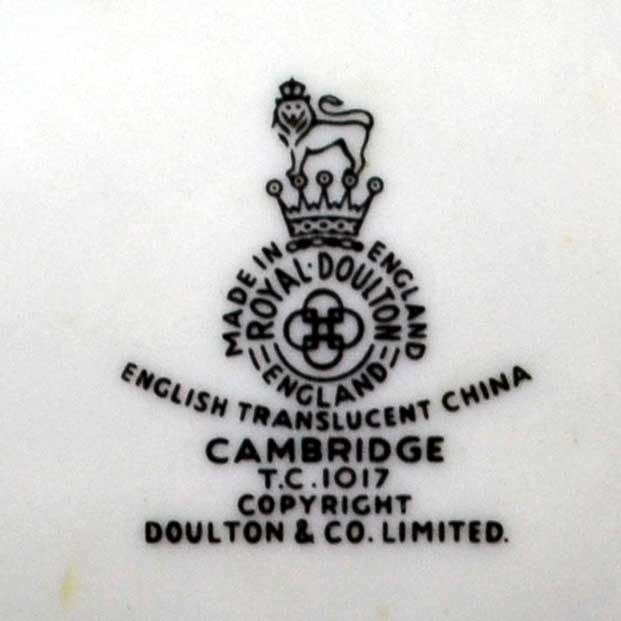 MADE IN ENGLAND
ROYAL·DOULTON
ENGLAND
ENGLISH TRANSLUCENT CHINA
CAMBRIDGE
T.C.1017
COPYRIGHT
DOULTON & CO. LIMITED.